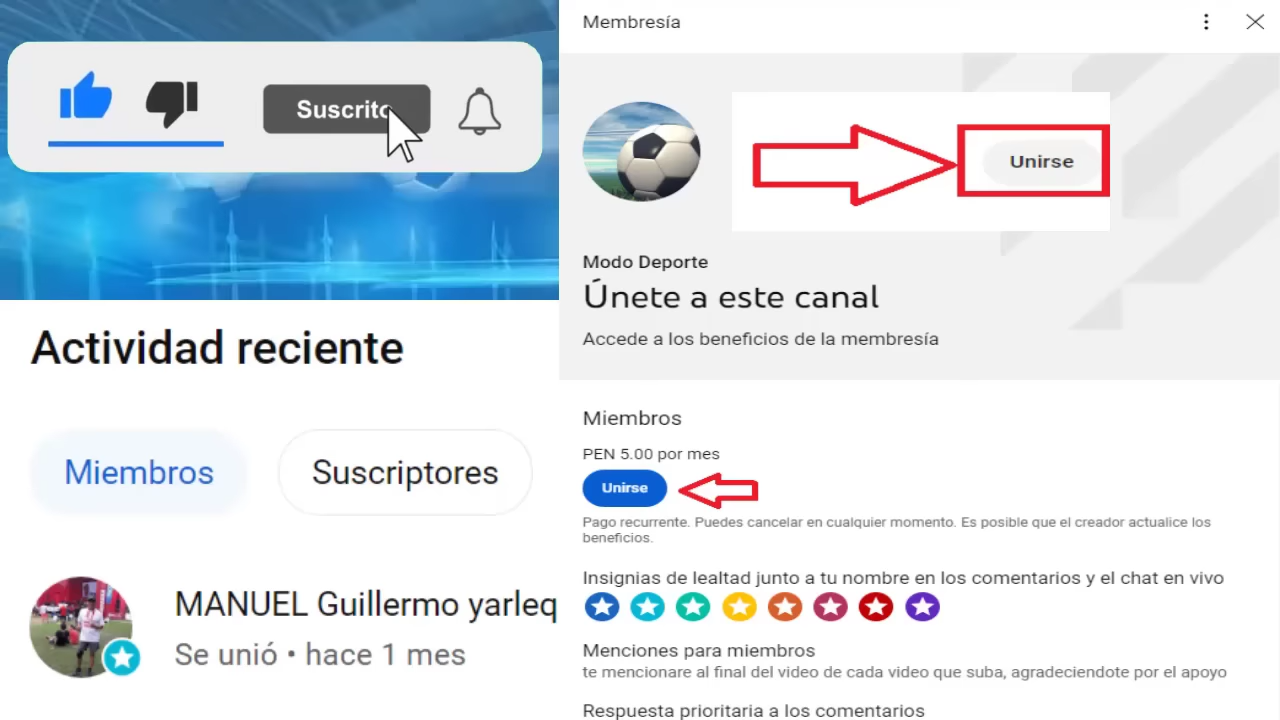 Suscrito
Actividad reciente
Miembros
Suscriptores
MANUEL Guillermo yarleq
Se unió • hace 1 mes
Membresía
Unirse
Modo Deporte
Únete a este canal
Accede a los beneficios de la membresía
Miembros
PEN 5.00 por mes
Unirse
Pago recurrente. Puedes cancelar en cualquier momento. Es posible que el creador actualice los
beneficios.
Insignias de lealtad junto a tu nombre en los comentarios y el chat en vivo
Menciones para miembros
te mencionare al final del video de cada video que suba, agradeciendote por el apoyo
Respuesta prioritaria a los comentarios